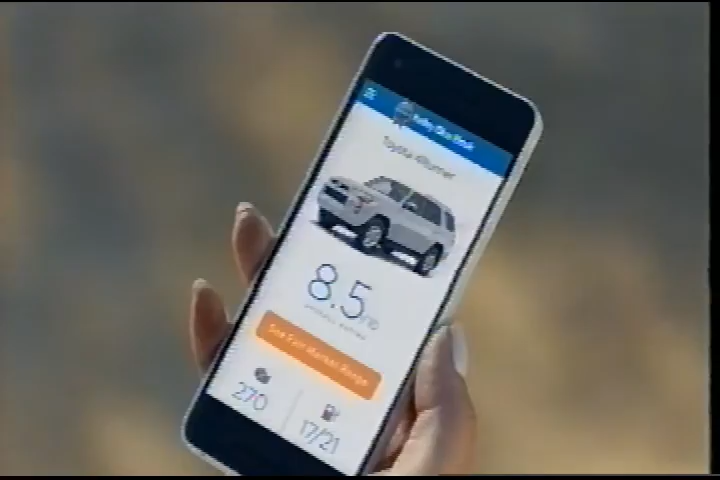 Kelley Blue Book
Toyota 4Runner
8.5/10
OVERALL RATING
See Fair Market Range
270
17/21